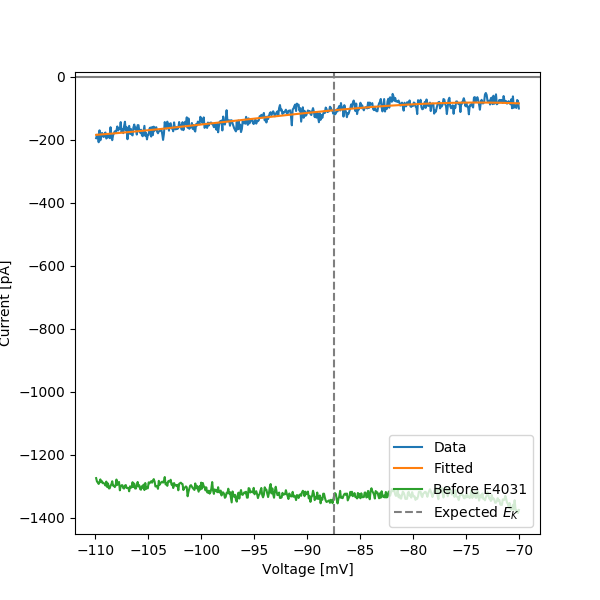 0
−200
−400
−600
−800
−1000
−1200
−1400
Current [pA]
Data
Fitted
Before E4031
Expected E_K
−110 −105 −100 −95 −90 −85 −80 −75 −70
Voltage [mV]